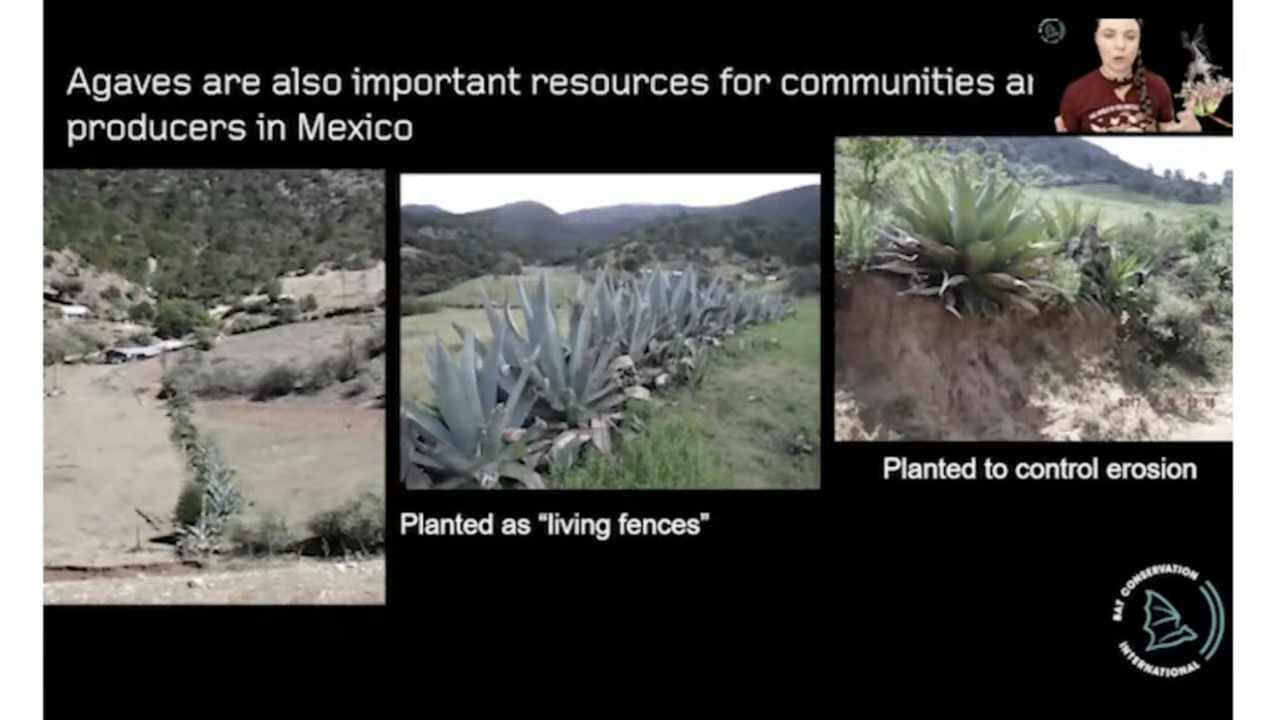 Agaves are also important resources for communities ar
producers in Mexico
Planted as “living fences”
Planted to control erosion
BAT CONSERVATION
INTERNATIONAL